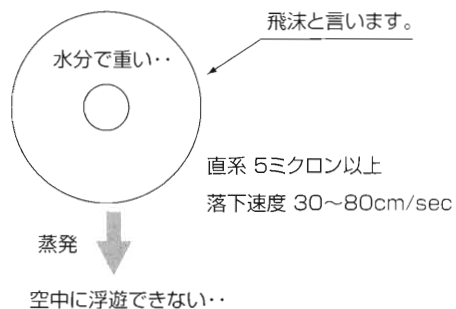 飛沫と言います。
水分で重い‥
直系 5ミクロン以上
落下速度 30〜80cm/sec
蒸発
空中に浮遊できない‥